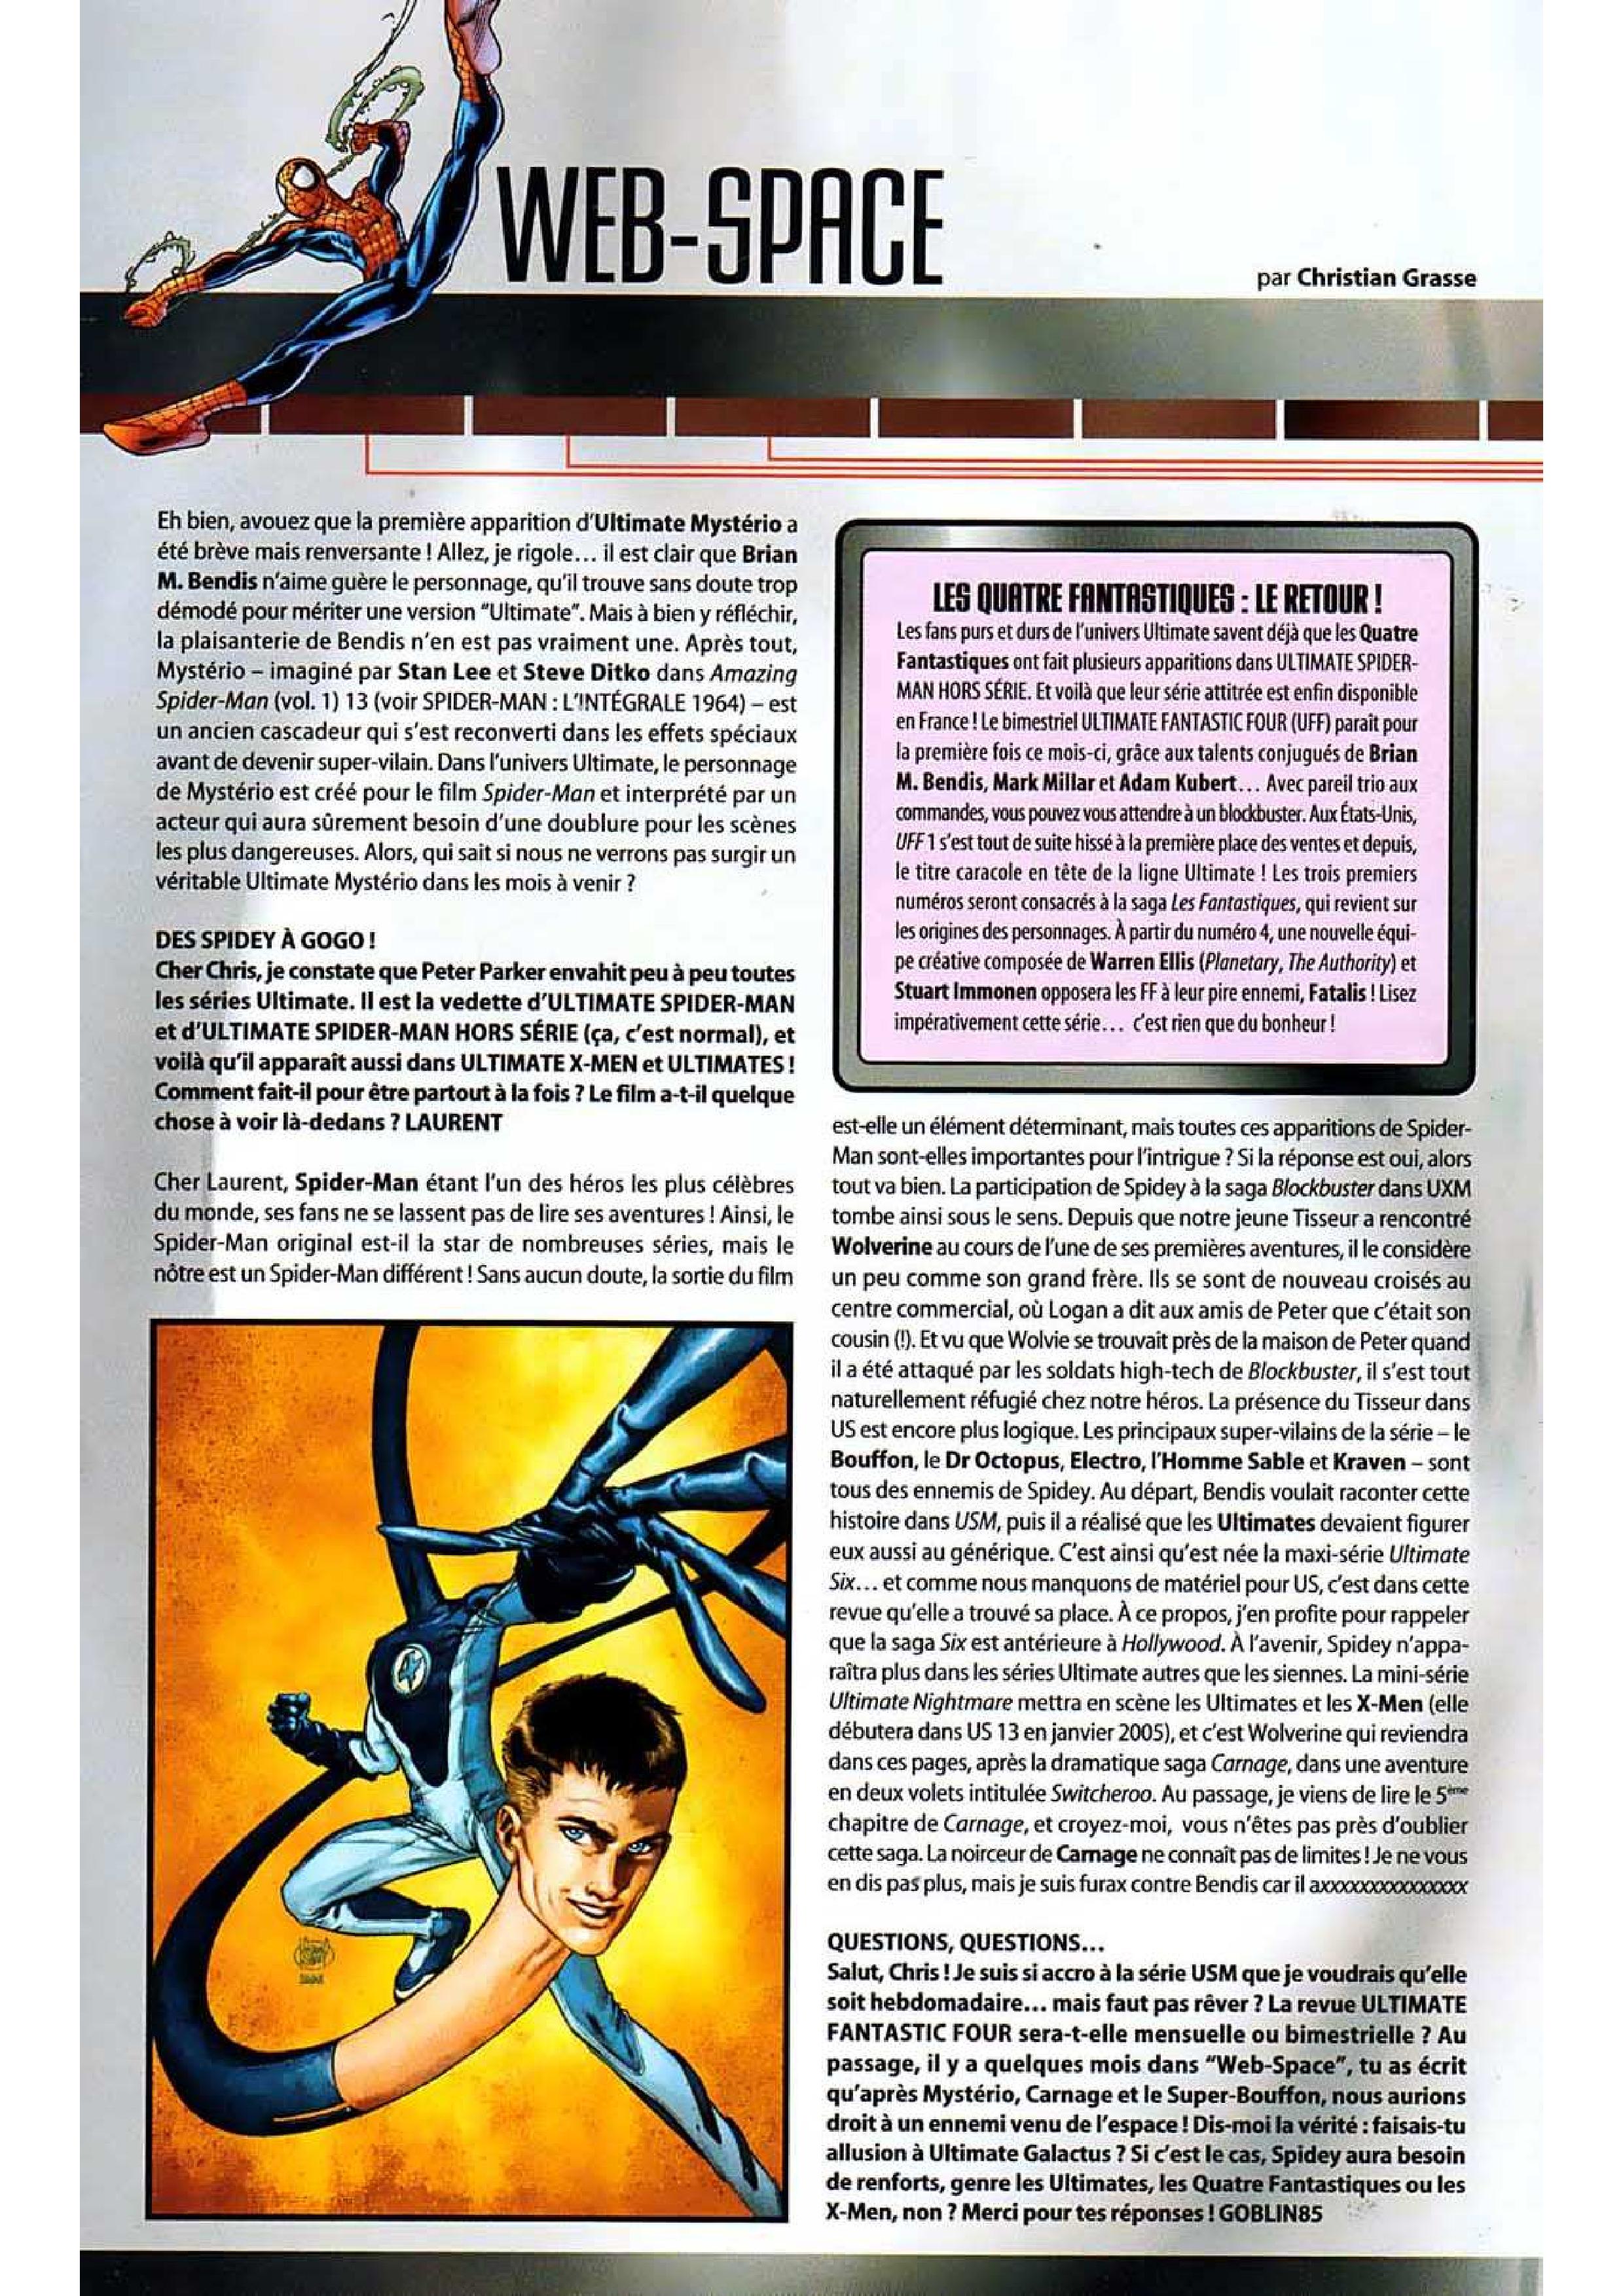 WEB-SPACE
par Christian Grasse
Eh bien, avouez que la première apparition d'Ultimate Mystério a
été brève mais renversante ! Allez, je rigole... il est clair que Brian
M. Bendis n'aime guère le personnage, qu'il trouve sans doute trop
démodé pour mériter une version "Ultimate". Mais à bien y réfléchir,
la plaisanterie de Bendis n'en est pas vraiment une. Après tout,
Mystério – imaginé par Stan Lee et Steve Ditko dans Amazing
Spider-Man (vol. 1) 13 (voir SPIDER-MAN : L'INTÉGRALE 1964) – est
un ancien cascadeur qui s'est reconverti dans les effets spéciaux
avant de devenir super-vilain. Dans l'univers Ultimate, le personnage
de Mystério est créé pour le film Spider-Man et interprété par un
acteur qui aura sûrement besoin d'une doublure pour les scènes
les plus dangereuses. Alors, qui sait si nous ne verrons pas surgir un
véritable Ultimate Mystério dans les mois à venir ?
DES SPIDEY À GOGO !
Cher Chris, je constate que Peter Parker envahit peu à peu toutes
les séries Ultimate. Il est la vedette d'ULTIMATE SPIDER-MAN
et d'ULTIMATE SPIDER-MAN HORS SÉRIE (ça, c'est normal), et
voilà qu'il apparaît aussi dans ULTIMATE X-MEN et ULTIMATES !
Comment fait-il pour être partout à la fois ? Le film a-t-il quelque
chose à voir là-dedans ? LAURENT
Cher Laurent, Spider-Man étant l'un des héros les plus célèbres
du monde, ses fans ne se lassent pas de lire ses aventures ! Ainsi, le
Spider-Man original est-il la star de nombreuses séries, mais le
nôtre est un Spider-Man différent ! Sans aucun doute, la sortie du film
LES QUATRE FANTASTIQUES : LE RETOUR !
Les fans purs et durs de l'univers Ultimate savent déjà que les Quatre
Fantastiques ont fait plusieurs apparitions dans ULTIMATE SPIDER-
MAN HORS SÉRIE. Et voilà que leur série attitrée est enfin disponible
en France ! Le bimestriel ULTIMATE FANTASTIC FOUR (UFF) paraît pour
la première fois ce mois-ci, grâce aux talents conjugués de Brian
M. Bendis, Mark Millar et Adam Kubert... Avec pareil trio aux
commandes, vous pouvez vous attendre à un blockbuster. Aux États-Unis,
UFF 1 s'est tout de suite hissé à la première place des ventes et depuis,
le titre caracole en tête de la ligne Ultimate ! Les trois premiers
numéros seront consacrés à la saga Les Fantastiques, qui revient sur
les origines des personnages. À partir du numéro 4, une nouvelle équi-
pe créative composée de Warren Ellis (Planetary, The Authority) et
Stuart Immonen opposera les FF à leur pire ennemi, Fatalis ! Lisez
impérativement cette série... c'est rien que du bonheur !
est-elle un élément déterminant, mais toutes ces apparitions de Spider-
Man sont-elles importantes pour l'intrigue ? Si la réponse est oui, alors
tout va bien. La participation de Spidey à la saga Blockbuster dans UXM
tombe ainsi sous le sens. Depuis que notre jeune Tisseur a rencontré
Wolverine au cours de l'une de ses premières aventures, il le considère
un peu comme son grand frère. Ils se sont de nouveau croisés au
centre commercial, où Logan a dit aux amis de Peter que c'était son
cousin (!). Et vu que Wolvie se trouvait près de la maison de Peter quand
il a été attaqué par les soldats high-tech de Blockbuster, il s'est tout
naturellement réfugié chez notre héros. La présence du Tisseur dans
US est encore plus logique. Les principaux super-vilains de la série – le
Bouffon, le Dr Octopus, Electro, l'Homme Sable et Kraven – sont
tous des ennemis de Spidey. Au départ, Bendis voulait raconter cette
histoire dans USM, puis il a réalisé que les Ultimates devaient figurer
eux aussi au générique. C'est ainsi qu'est née la maxi-série Ultimate
Six... et comme nous manquons de matériel pour US, c'est dans cette
revue qu'elle a trouvé sa place. À ce propos, j'en profite pour rappeler
que la saga Six est antérieure à Hollywood. À l'avenir, Spidey n'appa-
raîtra plus dans les séries Ultimate autres que les siennes. La mini-série
Ultimate Nightmare mettra en scène les Ultimates et les X-Men (elle
débutera dans US 13 en janvier 2005), et c'est Wolverine qui reviendra
dans ces pages, après la dramatique saga Carnage, dans une aventure
en deux volets intitulée Switcheroo. Au passage, je viens de lire le 5ème
chapitre de Carnage, et croyez-moi, vous n'êtes pas près d'oublier
cette saga. La noirceur de Carnage ne connaît pas de limites ! Je ne vous
en dis pas plus, mais je suis furax contre Bendis car il axxxxxxxxxxxxxxx
QUESTIONS, QUESTIONS...
Salut, Chris ! Je suis si accro à la série USM que je voudrais qu'elle
soit hebdomadaire... mais faut pas rêver ? La revue ULTIMATE
FANTASTIC FOUR sera-t-elle mensuelle ou bimestrielle ? Au
passage, il y a quelques mois dans "Web-Space", tu as écrit
qu'après Mystério, Carnage et le Super-Bouffon, nous aurions
droit à un ennemi venu de l'espace ! Dis-moi la vérité : faisais-tu
allusion à Ultimate Galactus ? Si c'est le cas, Spidey aura besoin
de renforts, genre les Ultimates, les Quatre Fantastiques ou les
X-Men, non ? Merci pour tes réponses ! GOBLIN85